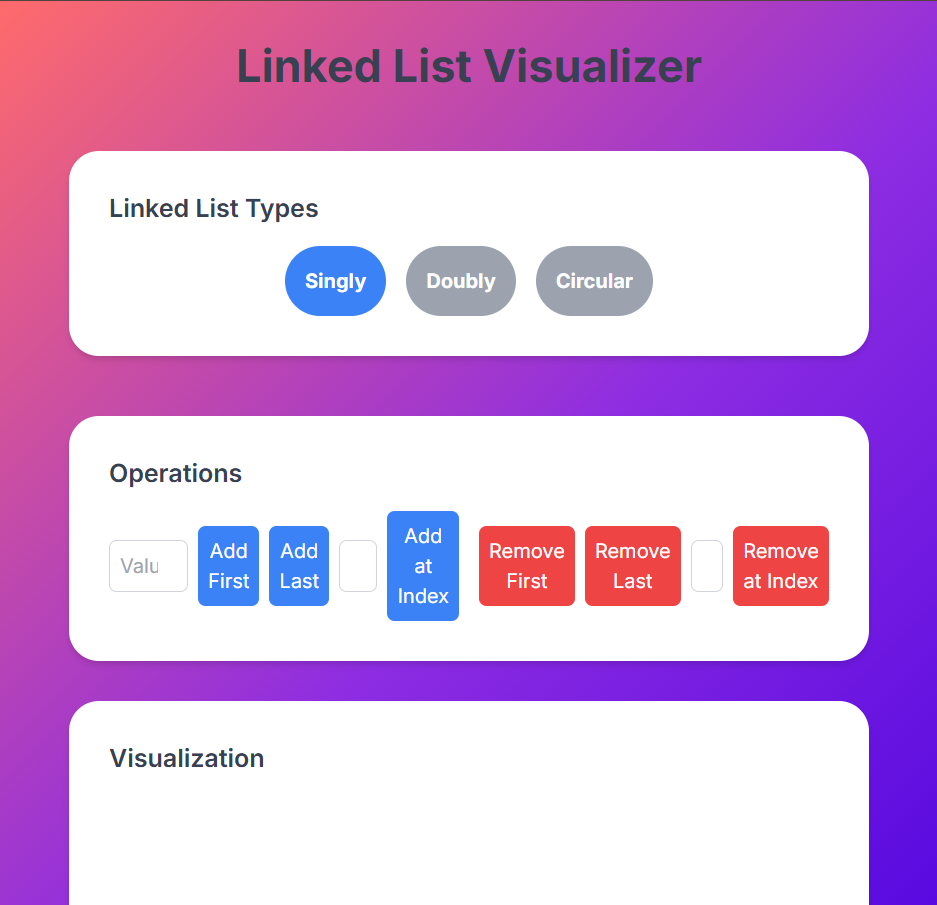 Linked List Visualizer
Linked List Types
Singly Doubly Circular
Operations
Valu
Add
First
Add
Last
Add
at
Index
Remove
First
Remove
Last
Remove
at Index
Visualization